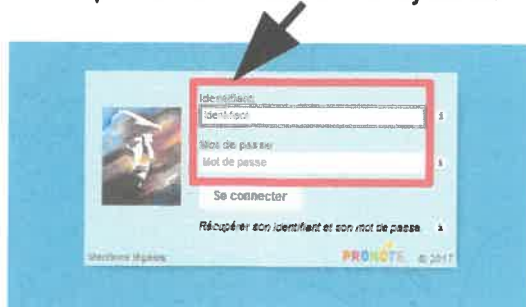 Identifiant
Identifiant
Mot de passe
Mot de passe
Se connecter
Récupérer son identifiant et son mot de passe
Mentions légales
PRONOTE © 2017